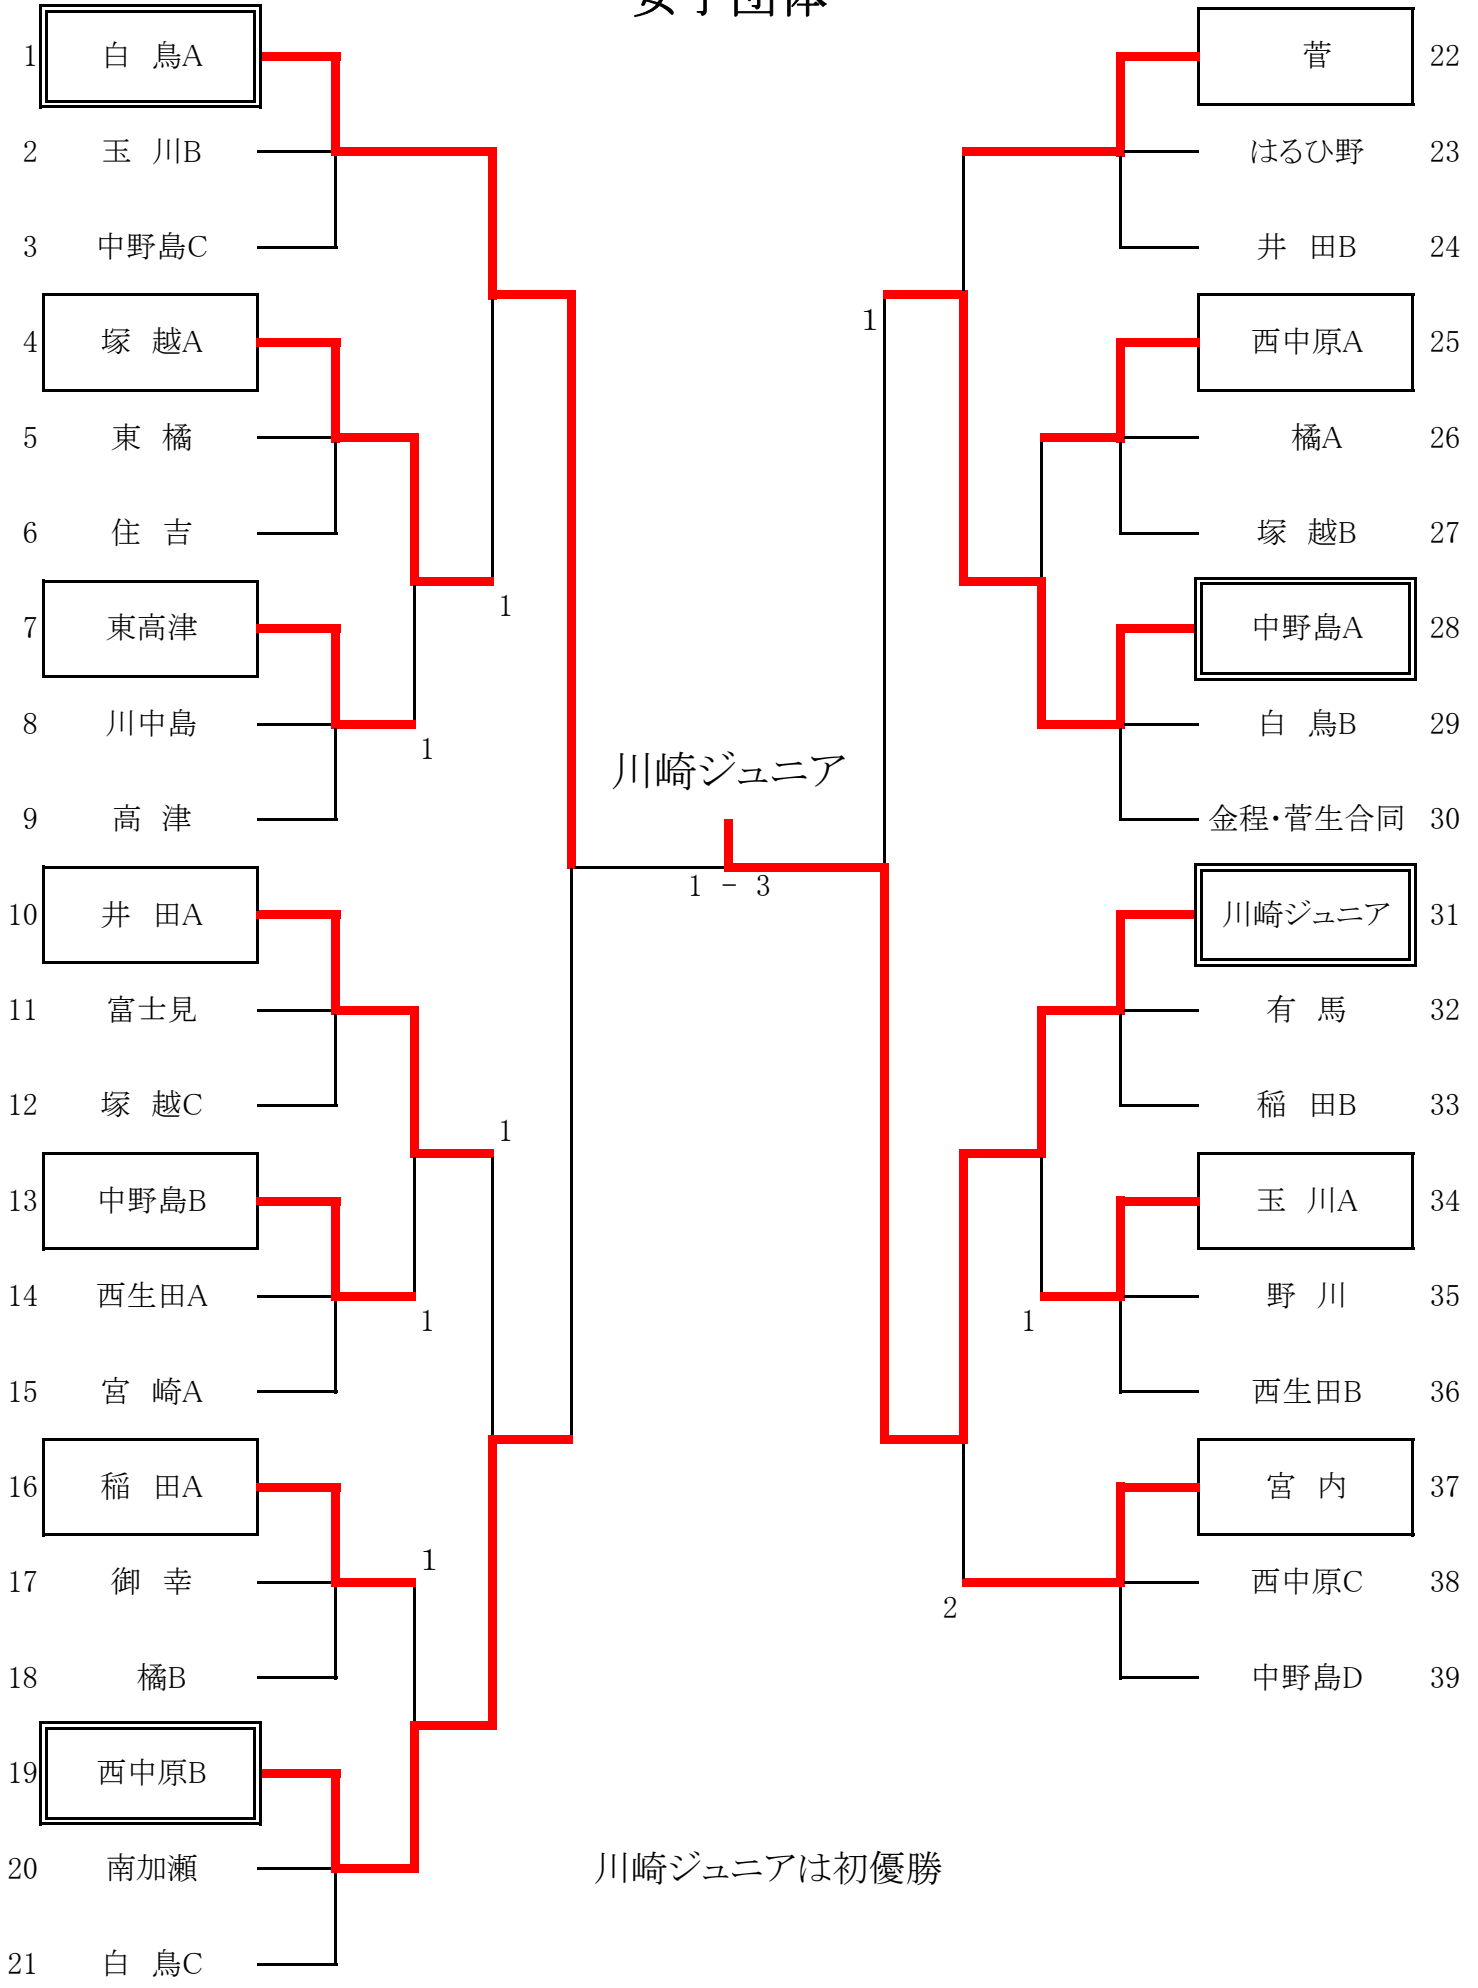 女子団体
1 白 鳥A
2 玉 川B
3 中野島C
4 塚 越A
5 東 橘
6 住 吉
7 東高津
8 川中島
9 高 津
10 井 田A
11 富士見
12 塚 越C
13 中野島B
14 西生田A
15 宮 崎A
16 稲 田A
17 御 幸
18 橘B
19 西中原B
20 南加瀬
21 白 鳥C
1
1
1
1
1
川崎ジュニア
1 - 3
川崎ジュニアは初優勝
1
1
2
菅 22
はるひ野 23
井 田B 24
西中原A 25
橘A 26
塚 越B 27
中野島A 28
白 鳥B 29
金程・菅生合同 30
川崎ジュニア 31
有 馬 32
稲 田B 33
玉 川A 34
野 川 35
西生田B 36
宮 内 37
西中原C 38
中野島D 39